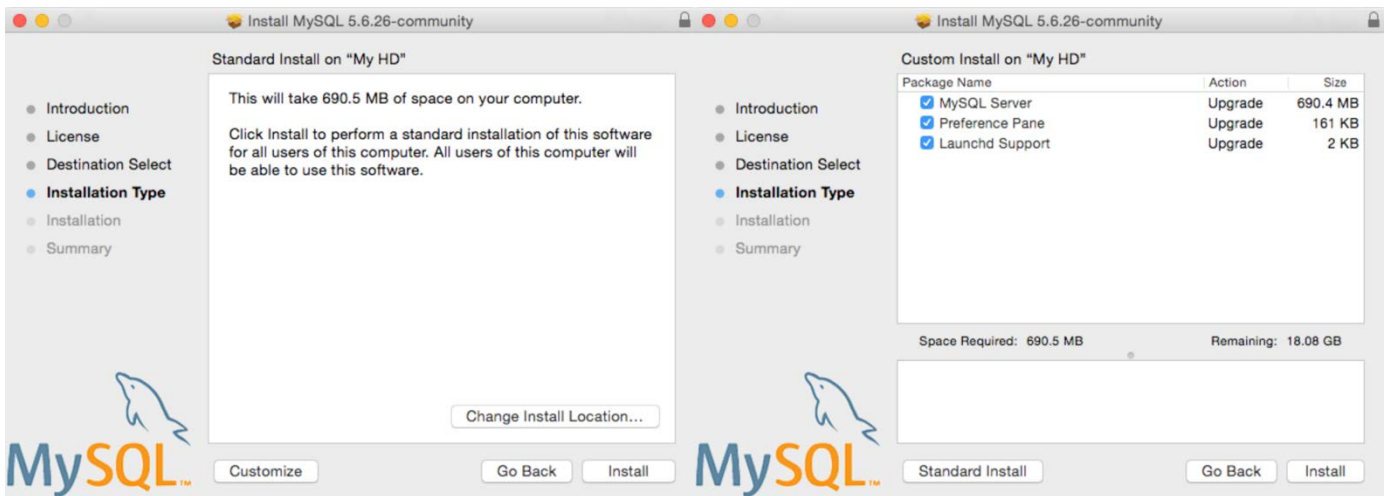 Install MySQL 5.6.26-community
Standard Install on "My HD"
Introduction
License
Destination Select
Installation Type
Installation
Summary
This will take 690.5 MB of space on your computer.
Click Install to perform a standard installation of this software
for all users of this computer. All users of this computer will
be able to use this software.
Change Install Location...
MySQL™
Customize
Go Back
Install
Install MySQL 5.6.26-community
Custom Install on "My HD"
Introduction
License
Destination Select
Installation Type
Installation
Summary
Package Name Action Size
MySQL Server Upgrade 690.4 MB
Preference Pane Upgrade 161 KB
Launchd Support Upgrade 2 KB
Space Required: 690.5 MB Remaining: 18.08 GB
MySQL™
Standard Install
Go Back
Install